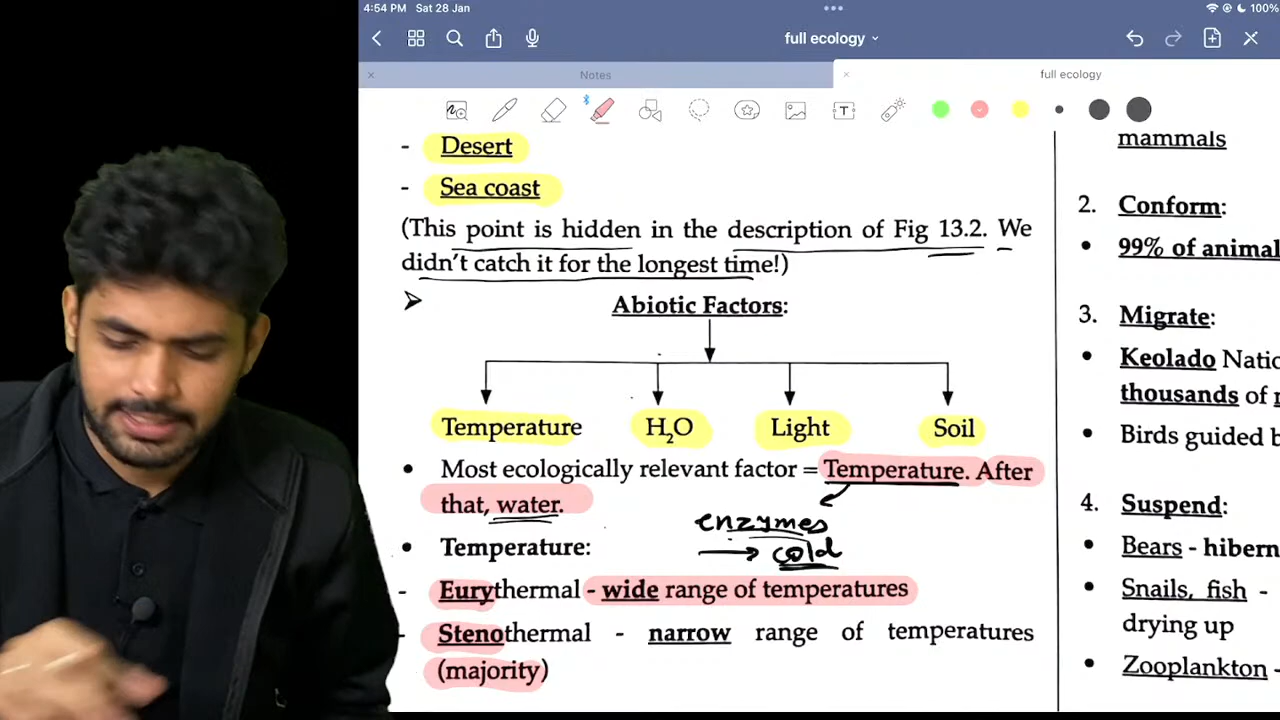 4:54 PM Sat 28 Jan
100%
full ecology
Notes
full ecology
- Desert
- Sea coast
(This point is hidden in the description of Fig 13.2. We
didn't catch it for the longest time!)
➤ Abiotic Factors:
Temperature H₂O Light Soil
• Most ecologically relevant factor = Temperature. After
that, water.
enzymes
→ cold
• Temperature:
- Eurythermal - wide range of temperatures
- Stenothermal - narrow range of temperatures
(majority)
mammals
2. Conform:
• 99% of animal
3. Migrate:
• Keolado Natio
thousands of
• Birds guided b
4. Suspend:
• Bears - hibern
• Snails, fish -
drying up
• Zooplankton -